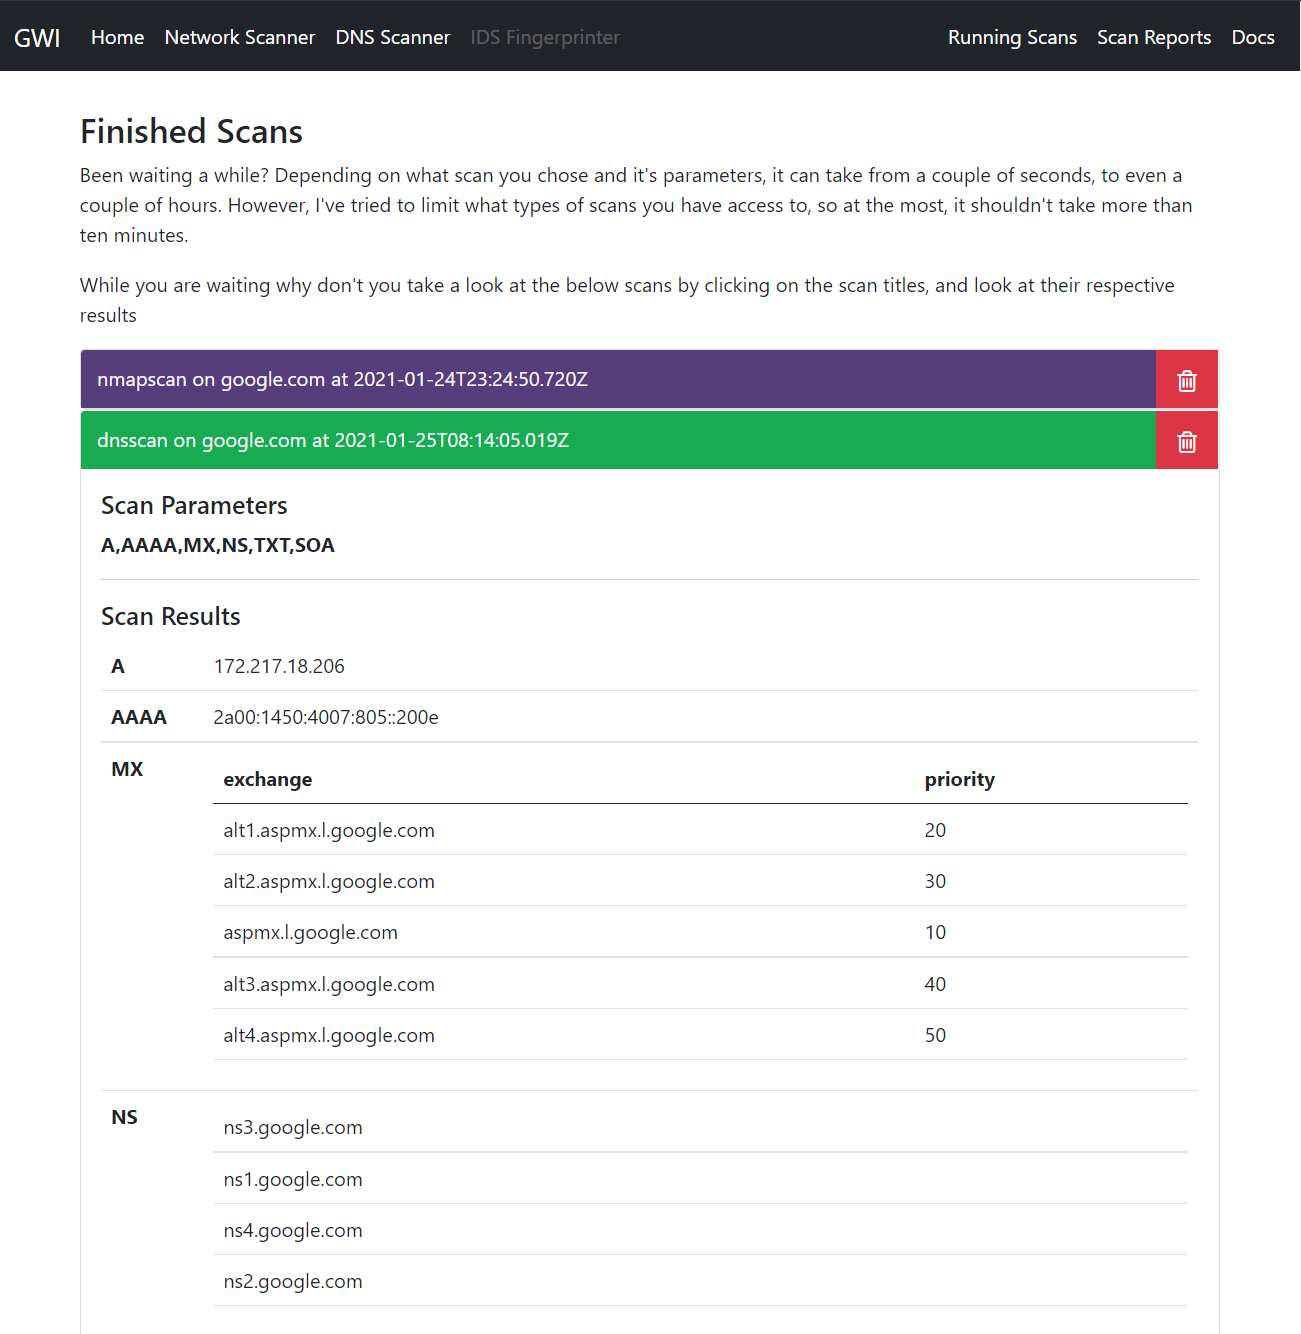 GWI Home Network Scanner DNS Scanner IDS Fingerprinter Running Scans Scan Reports Docs
Finished Scans
Been waiting a while? Depending on what scan you chose and it's parameters, it can take from a couple of seconds, to even a
couple of hours. However, I've tried to limit what types of scans you have access to, so at the most, it shouldn't take more than
ten minutes.
While you are waiting why don't you take a look at the below scans by clicking on the scan titles, and look at their respective
results
nmapscan on google.com at 2021-01-24T23:24:50.720Z
dnsscan on google.com at 2021-01-25T08:14:05.019Z
Scan Parameters
A,AAAA,MX,NS,TXT,SOA
Scan Results
A 172.217.18.206
AAAA 2a00:1450:4007:805::200e
MX
exchange priority
alt1.aspmx.l.google.com 20
alt2.aspmx.l.google.com 30
aspmx.l.google.com 10
alt3.aspmx.l.google.com 40
alt4.aspmx.l.google.com 50
NS
ns3.google.com
ns1.google.com
ns4.google.com
ns2.google.com